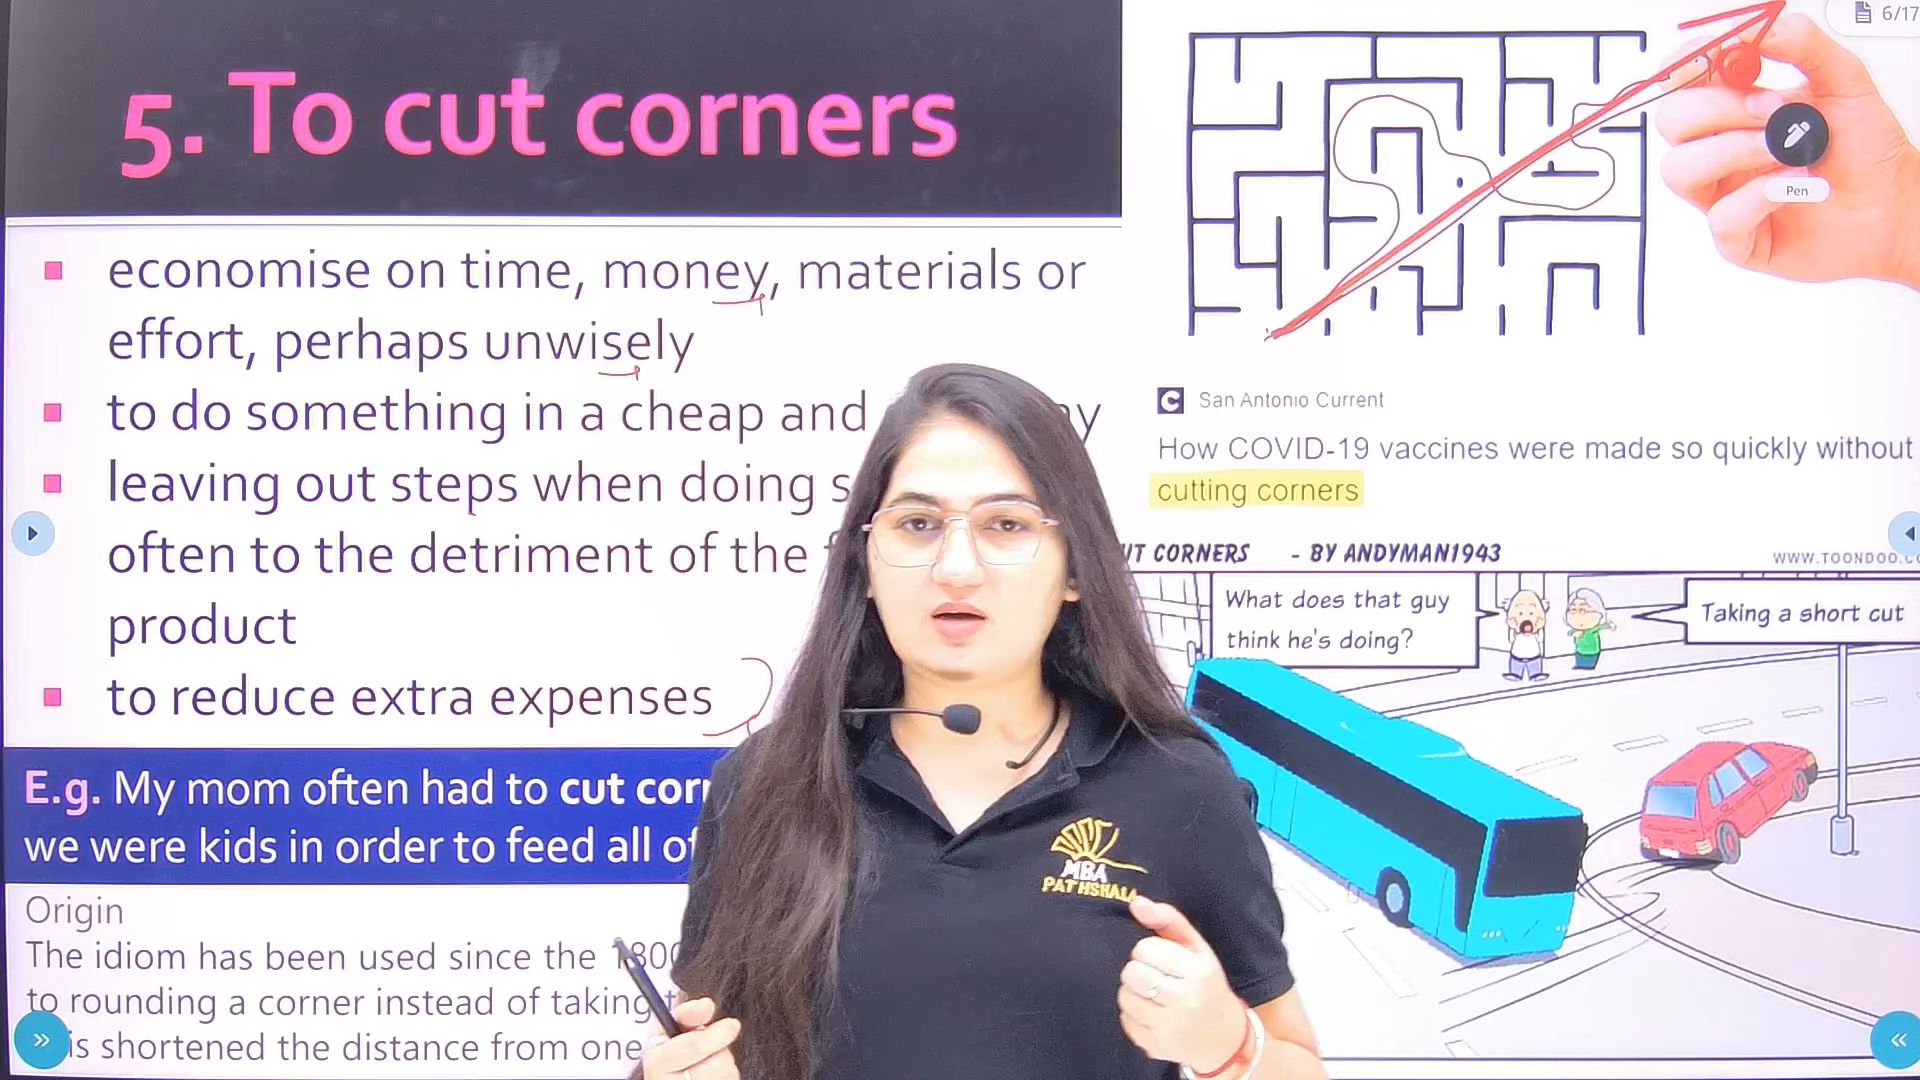 5. To cut corners
economise on time, money, materials or
effort, perhaps unwisely
to do something in a cheap and
leaving out steps when doing
often to the detriment of the
product
to reduce extra expenses
E.g. My mom often had to cut
we were kids in order to feed all
Origin
The idiom has been used since the
to rounding a corner instead of taking
is shortened the distance from one
6/17
Pen
San Antonio Current
How COVID-19 vaccines were made so quickly without
cutting corners
CORNERS - BY ANDYMAN1943
What does that guy
think he's doing?
Taking a short cut
MBA
PATHSHALA